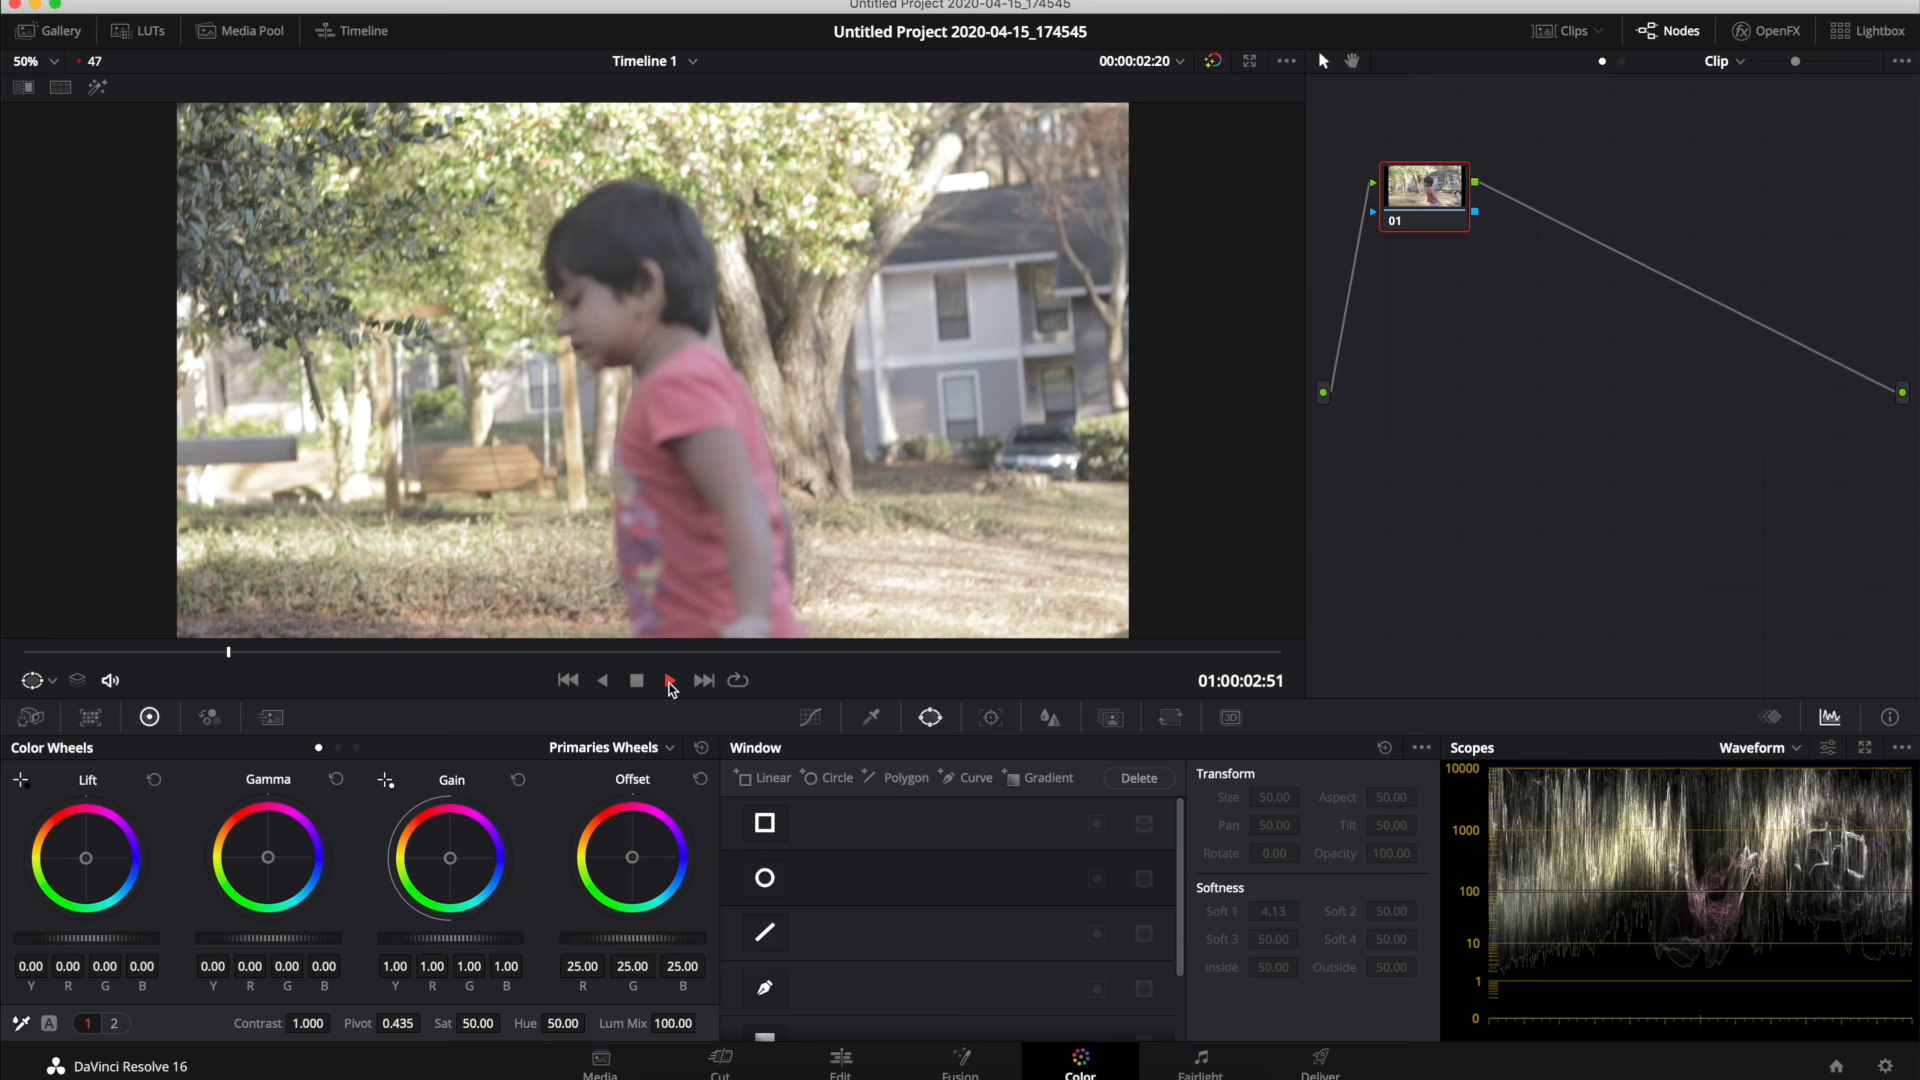 Untitled Project 2020-04-15_174545
Gallery LUTs Media Pool Timeline Untitled Project 2020-04-15_174545 Clips Nodes fx OpenFX Lightbox
50% 47 Timeline 1 00:00:02:20 Clip
01
01:00:02:51
3D
Color Wheels Primaries Wheels Window Scopes Waveform
Lift Gamma Gain Offset
Linear Circle Polygon Curve Gradient Delete
Transform
Size 50.00 Aspect 50.00
Pan 50.00 Tilt 50.00
Rotate 0.00 Opacity 100.00
Softness
Soft 1 4.13 Soft 2 50.00
Soft 3 50.00 Soft 4 50.00
Inside 50.00 Outside 50.00
10000
1000
100
10
1
0
0.00 0.00 0.00 0.00 0.00 0.00 0.00 0.00 1.00 1.00 1.00 1.00 25.00 25.00 25.00
Y R G B Y R G B Y R G B R G B
A 1 2 Contrast 1.000 Pivot 0.435 Sat 50.00 Hue 50.00 Lum Mix 100.00
DaVinci Resolve 16 Media Cut Edit Fusion Color Fairlight Deliver